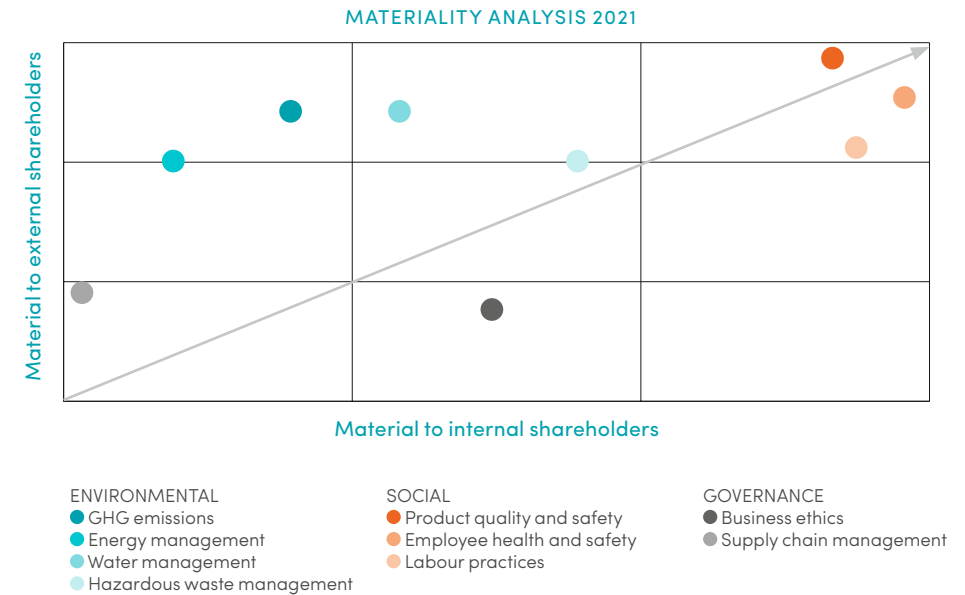 MATERIALITY ANALYSIS 2021
Material to external shareholders
Material to internal shareholders
ENVIRONMENTAL
GHG emissions
Energy management
Water management
Hazardous waste management
SOCIAL
Product quality and safety
Employee health and safety
Labour practices
GOVERNANCE
Business ethics
Supply chain management